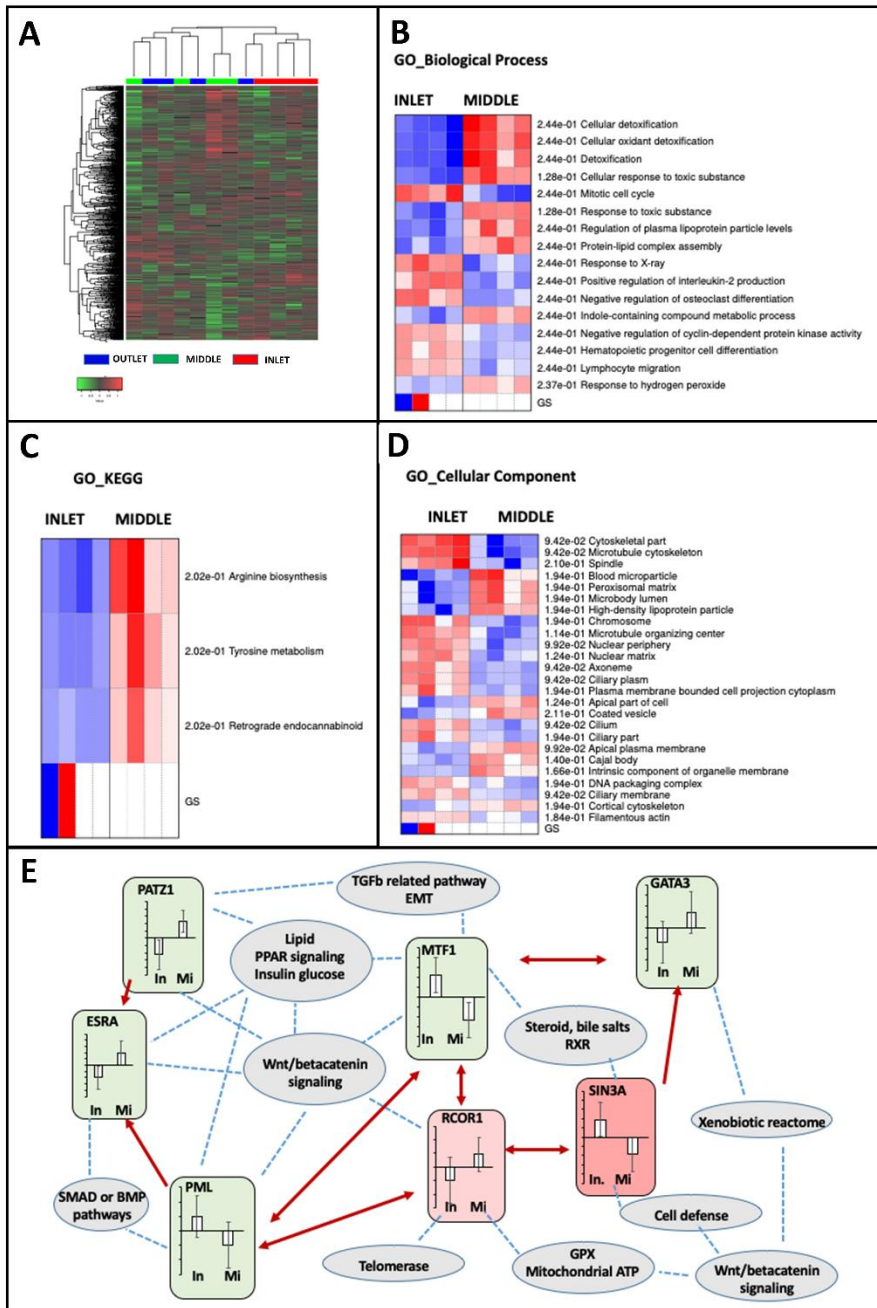 A
OUTLET MIDDLE INLET
-1 -0.5 0 0.5 1
B
GO_Biological Process
INLET MIDDLE
2.44e-01 Cellular detoxification
2.44e-01 Cellular oxidant detoxification
2.44e-01 Detoxification
1.28e-01 Cellular response to toxic substance
2.44e-01 Mitotic cell cycle
1.28e-01 Response to toxic substance
2.44e-01 Regulation of plasma lipoprotein particle levels
2.44e-01 Protein-lipid complex assembly
2.44e-01 Response to X-ray
2.44e-01 Positive regulation of interleukin-2 production
2.44e-01 Negative regulation of osteoclast differentiation
2.44e-01 Indole-containing compound metabolic process
2.44e-01 Negative regulation of cyclin-dependent protein kinase activity
2.44e-01 Hematopoietic progenitor cell differentiation
2.44e-01 Lymphocyte migration
2.37e-01 Response to hydrogen peroxide
GS
C
GO_KEGG
INLET MIDDLE
2.02e-01 Arginine biosynthesis
2.02e-01 Tyrosine metabolism
2.02e-01 Retrograde endocannabinoid
GS
D
GO_Cellular Component
INLET MIDDLE
9.42e-02 Cytoskeletal part
9.42e-02 Microtubule cytoskeleton
2.10e-01 Spindle
1.94e-01 Blood microparticle
1.94e-01 Peroxisomal matrix
1.94e-01 Microbody lumen
1.94e-01 High-density lipoprotein particle
1.94e-01 Chromosome
1.14e-01 Microtubule organizing center
9.92e-02 Nuclear periphery
1.24e-01 Nuclear matrix
9.42e-02 Axoneme
9.42e-02 Ciliary plasm
1.94e-01 Plasma membrane bounded cell projection cytoplasm
1.24e-01 Apical part of cell
2.11e-01 Coated vesicle
9.42e-02 Cilium
1.94e-01 Ciliary part
9.92e-02 Apical plasma membrane
1.40e-01 Cajal body
1.66e-01 Intrinsic component of organelle membrane
1.94e-01 DNA packaging complex
9.42e-02 Ciliary membrane
1.94e-01 Cortical cytoskeleton
1.84e-01 Filamentous actin
GS
E
PATZ1
In Mi
TGFb related pathway
EMT
GATA3
In Mi
Lipid
PPAR signaling
Insulin glucose
MTF1
In Mi
ESRA
In Mi
Steroid, bile salts
RXR
Wnt/betacatenin
signaling
SIN3A
In. Mi
RCOR1
In Mi
Xenobiotic reactome
PML
In Mi
SMAD or BMP
pathways
Cell defense
Telomerase
GPX
Mitochondrial ATP
Wnt/betacatenin
signaling